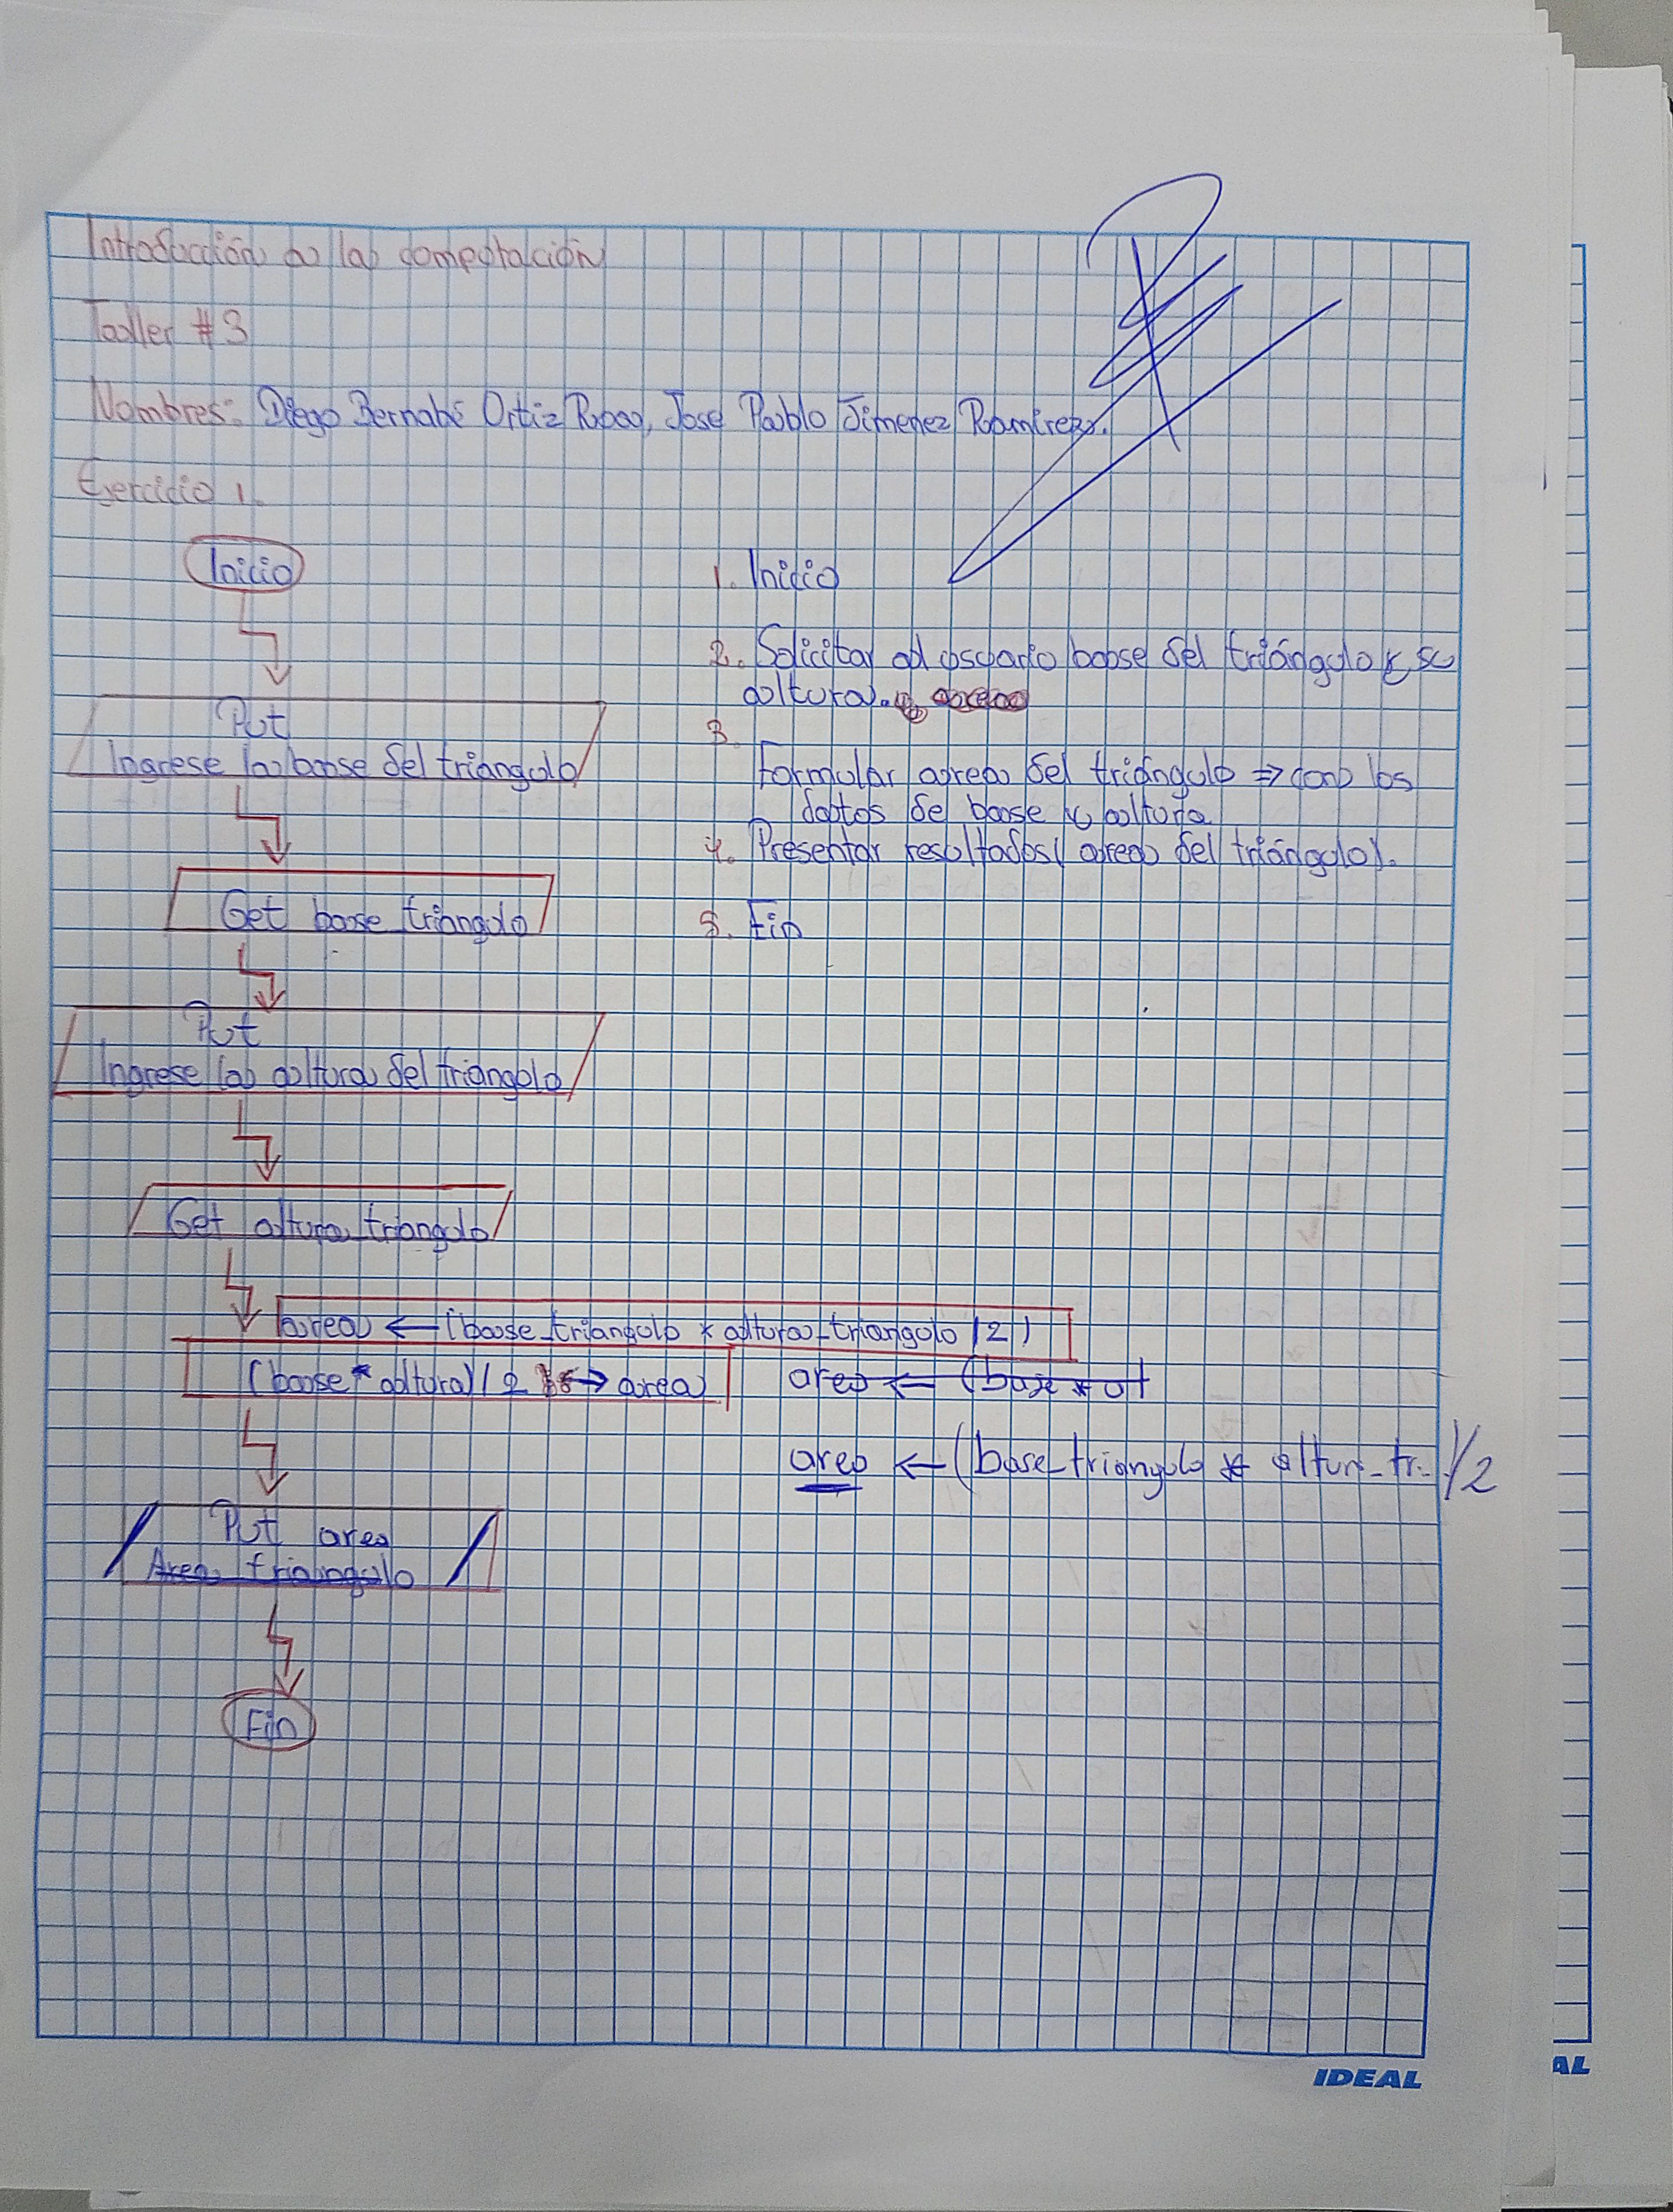 Introducción a la computación
Taller #3
Nombres: Diego Bernabé Ortiz, Jose Pablo Jimenez Ramirez.
Ejercicio 1.
Inicio
Put
Ingrese la base del triangulo
Get base_triangulo
Put
Ingrese la altura del triangulo
Get altura_triangulo
area ← (base_triangulo * altura_triangulo /2)
(base * altura) / 2 → area
Put area
Area triangulo
Fin
1. Inicio
2. Solicitar al usuario base del triángulo y su
altura.
3.
Formular area del triángulo ⇒ con los
datos de base y altura
4. Presentar resultados (area del triángulo).
5. Fin
area ← (base * alt
area ← (base_triangulo * altur_tr.)/2
IDEAL
AL